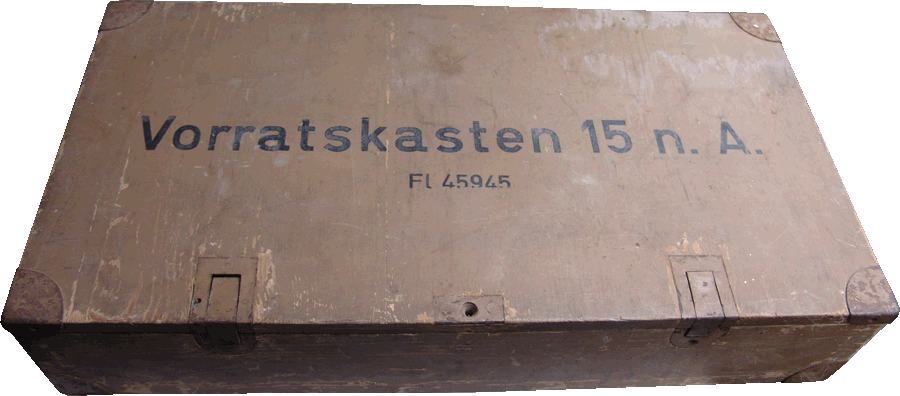 Vorratskasten 15 n. A.
Fl 45945